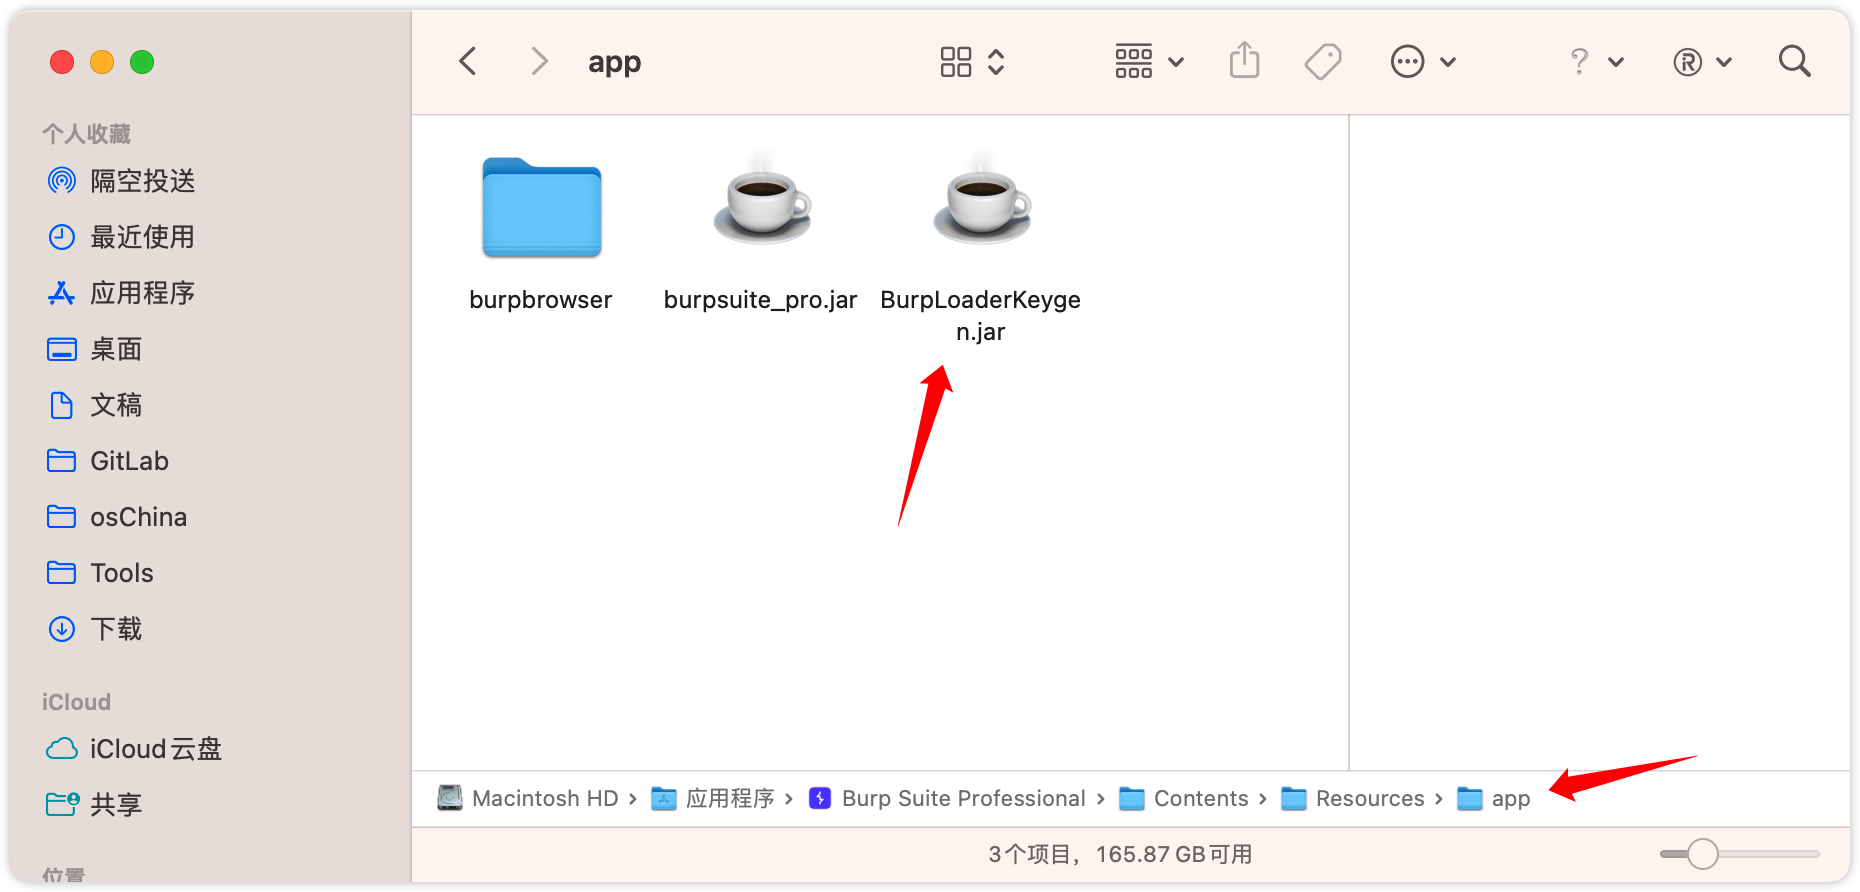 app
个人收藏
隔空投送
最近使用
应用程序
桌面
文稿
GitLab
osChina
Tools
下载
iCloud
iCloud云盘
共享
位置
burpbrowser
burpsuite_pro.jar
BurpLoaderKeyge
n.jar
Macintosh HD › 应用程序 › Burp Suite Professional › Contents › Resources › app
3个项目，165.87 GB可用